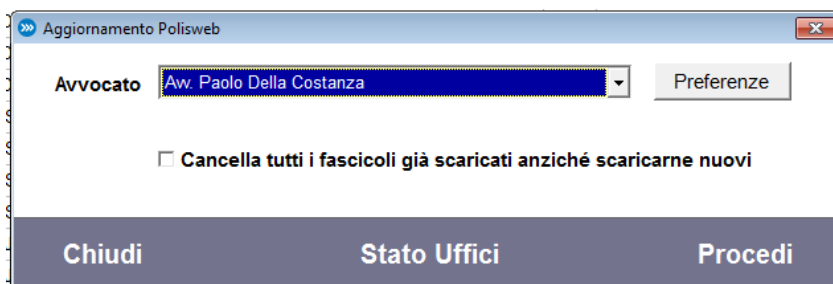 Aggiornamento Polisweb
Avvocato Avv. Paolo Della Costanza Preferenze
Cancella tutti i fascicoli già scaricati anziché scaricarne nuovi
Chiudi Stato Uffici Procedi